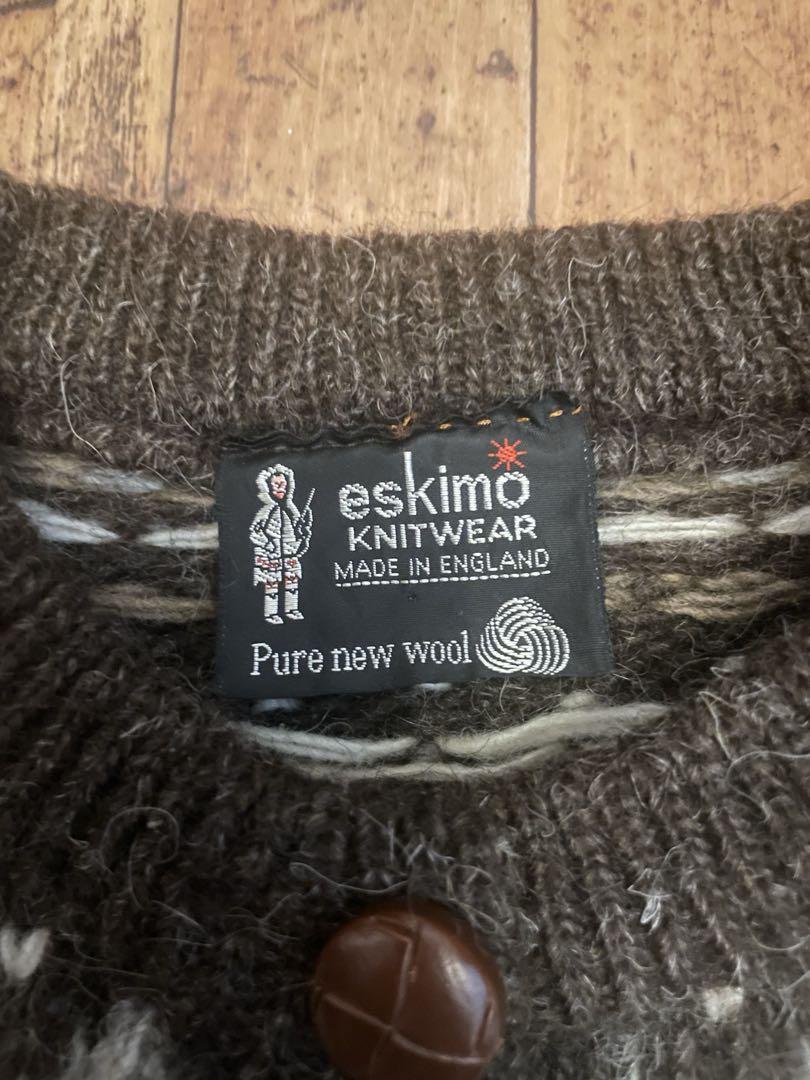 eskimo
KNITWEAR
MADE IN ENGLAND
Pure new wool